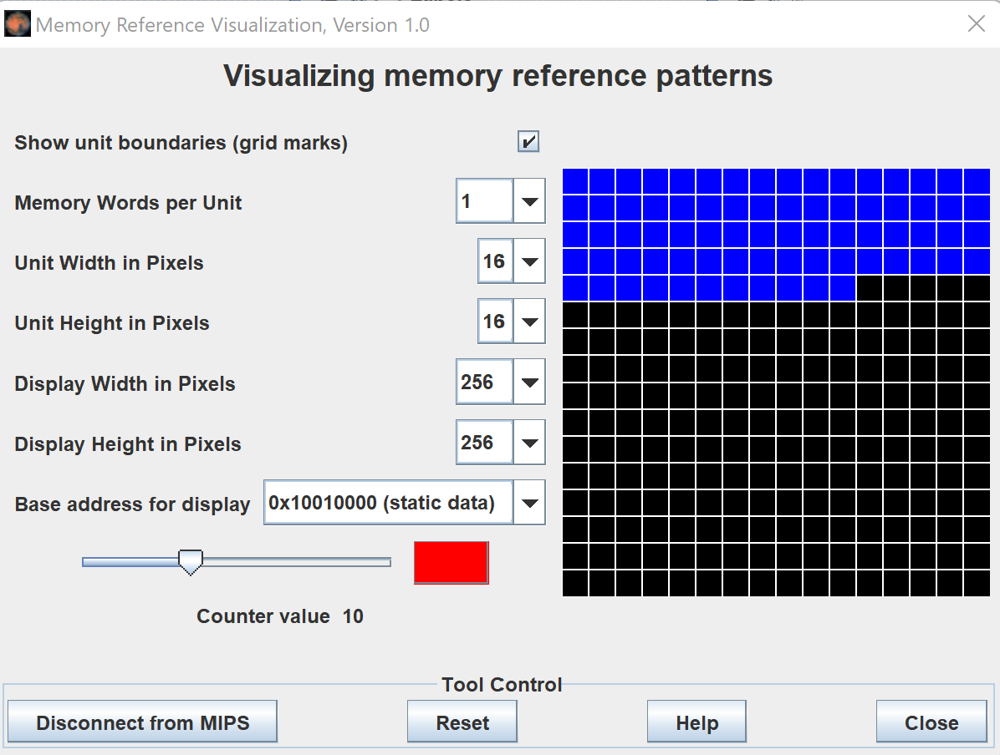 Memory Reference Visualization, Version 1.0
Visualizing memory reference patterns
Show unit boundaries (grid marks)
Memory Words per Unit 1
Unit Width in Pixels 16
Unit Height in Pixels 16
Display Width in Pixels 256
Display Height in Pixels 256
Base address for display 0x10010000 (static data)
Counter value 10
Tool Control
Disconnect from MIPS Reset Help Close